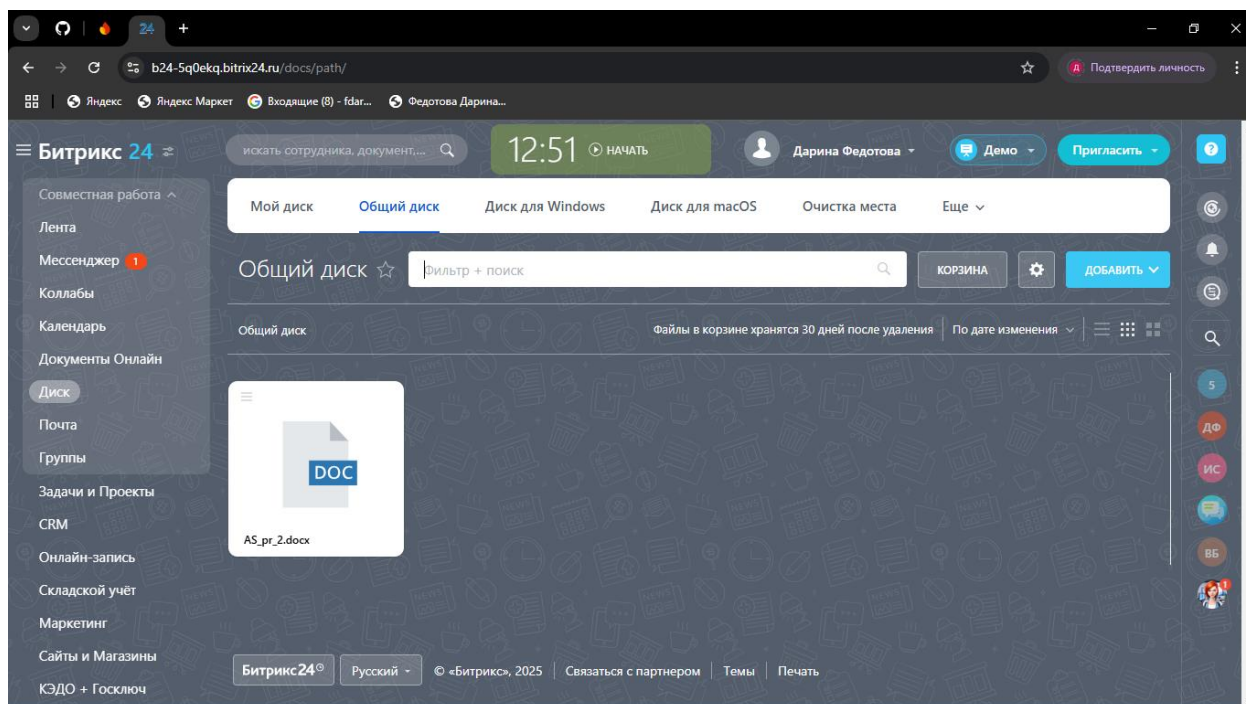 24
b24-5q0ekq.bitrix24.ru/docs/path/
Подтвердить личность
Яндекс Яндекс Маркет Входящие (8) - fdar... Федотова Дарина...
Битрикс 24
искать сотрудника, документ,...
12:51 НАЧАТЬ
Дарина Федотова
Демо
Пригласить
Совместная работа
Лента
Мессенджер 1
Коллабы
Календарь
Документы Онлайн
Диск
Почта
Группы
Задачи и Проекты
CRM
Онлайн-запись
Складской учёт
Маркетинг
Сайты и Магазины
КЭДО + Госключ
Мой диск Общий диск Диск для Windows Диск для macOS Очистка места Еще
Общий диск
Фильтр + поиск
КОРЗИНА
ДОБАВИТЬ
Общий диск
Файлы в корзине хранятся 30 дней после удаления По дате изменения
DOC
AS_pr_2.docx
Битрикс24 Русский © «Битрикс», 2025 Связаться с партнером Темы Печать
?
5
ДФ
ИС
ВБ
1